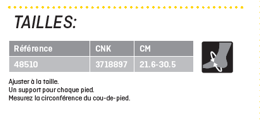 TAILLES:
Référence CNK CM
48510 3718897 21.6-30.5
Ajuster à la taille.
Un support pour chaque pied.
Mesurez la circonférence du cou-de-pied.